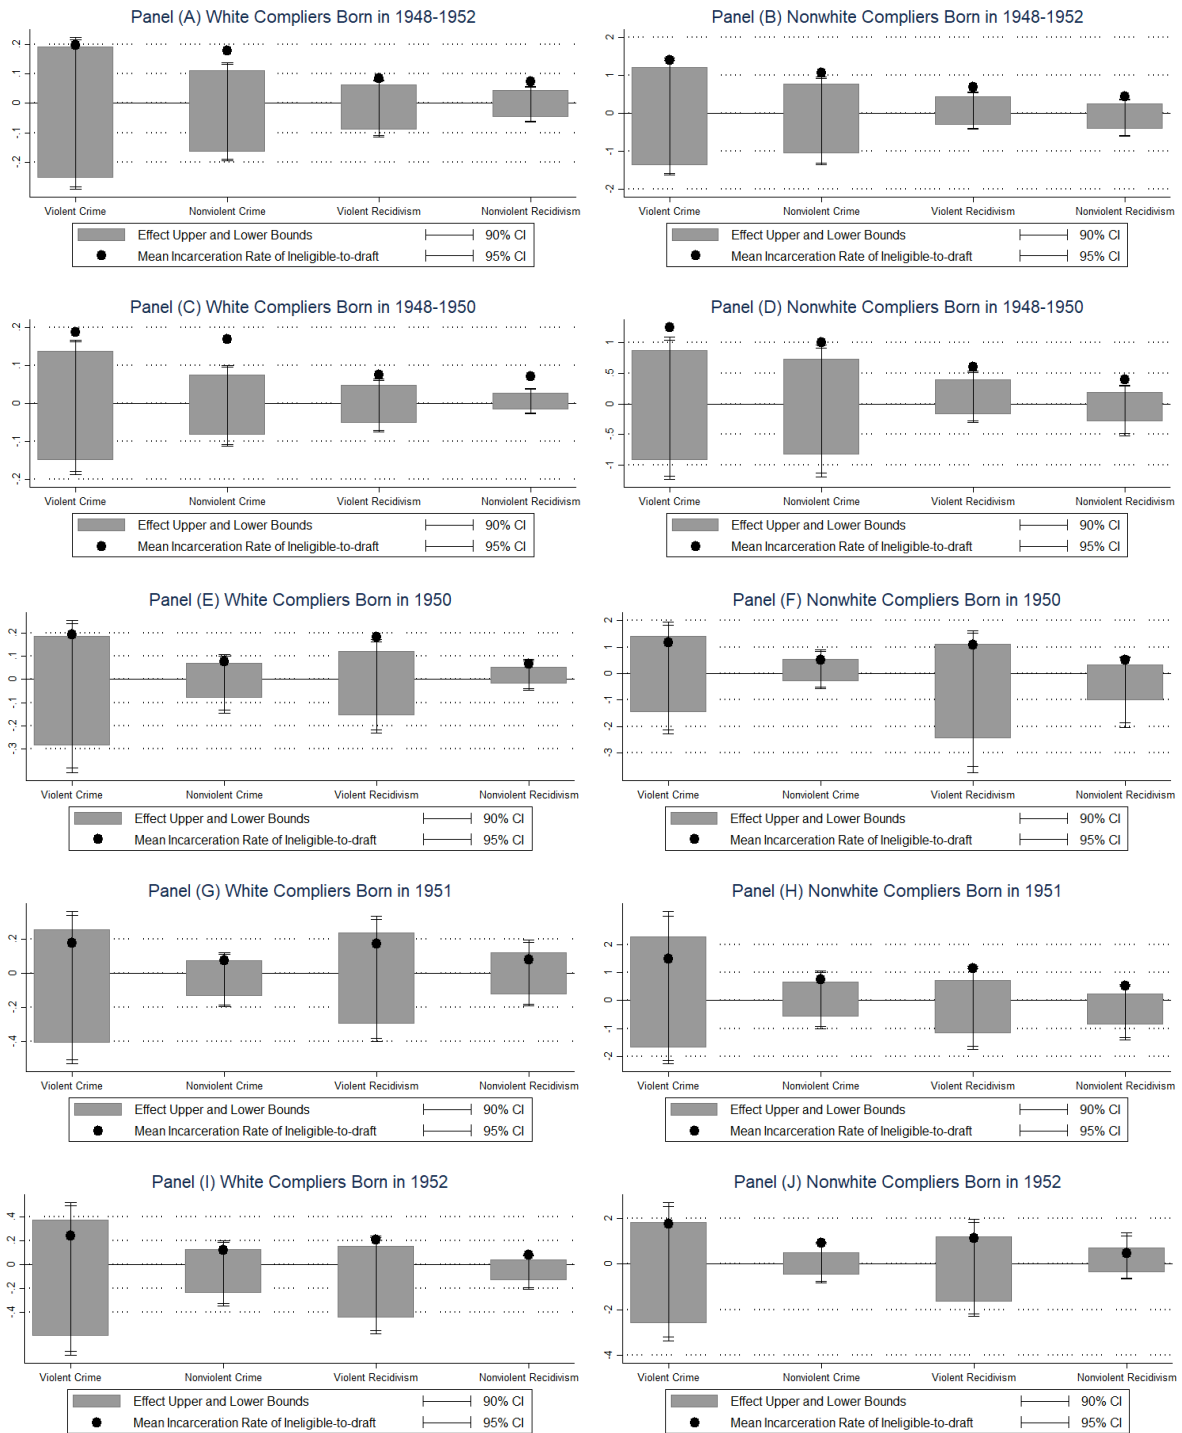 Panel (A) White Compliers Born in 1948-1952
.2
.1
0
-.1
-.2
Violent Crime Nonviolent Crime Violent Recidivism Nonviolent Recidivism
Effect Upper and Lower Bounds 90% CI
Mean Incarceration Rate of Ineligible-to-draft 95% CI
Panel (B) Nonwhite Compliers Born in 1948-1952
2
1
0
-1
-2
Violent Crime Nonviolent Crime Violent Recidivism Nonviolent Recidivism
Effect Upper and Lower Bounds 90% CI
Mean Incarceration Rate of Ineligible-to-draft 95% CI
Panel (C) White Compliers Born in 1948-1950
.2
.1
0
-.1
-.2
Violent Crime Nonviolent Crime Violent Recidivism Nonviolent Recidivism
Effect Upper and Lower Bounds 90% CI
Mean Incarceration Rate of Ineligible-to-draft 95% CI
Panel (D) Nonwhite Compliers Born in 1948-1950
1
.5
0
-.5
-1
Violent Crime Nonviolent Crime Violent Recidivism Nonviolent Recidivism
Effect Upper and Lower Bounds 90% CI
Mean Incarceration Rate of Ineligible-to-draft 95% CI
Panel (E) White Compliers Born in 1950
.2
.1
0
-.1
-.2
-.3
Violent Crime Nonviolent Crime Violent Recidivism Nonviolent Recidivism
Effect Upper and Lower Bounds 90% CI
Mean Incarceration Rate of Ineligible-to-draft 95% CI
Panel (F) Nonwhite Compliers Born in 1950
2
1
0
-1
-2
-3
Violent Crime Nonviolent Crime Violent Recidivism Nonviolent Recidivism
Effect Upper and Lower Bounds 90% CI
Mean Incarceration Rate of Ineligible-to-draft 95% CI
Panel (G) White Compliers Born in 1951
.2
0
-.2
-.4
Violent Crime Nonviolent Crime Violent Recidivism Nonviolent Recidivism
Effect Upper and Lower Bounds 90% CI
Mean Incarceration Rate of Ineligible-to-draft 95% CI
Panel (H) Nonwhite Compliers Born in 1951
2
1
0
-1
-2
Violent Crime Nonviolent Crime Violent Recidivism Nonviolent Recidivism
Effect Upper and Lower Bounds 90% CI
Mean Incarceration Rate of Ineligible-to-draft 95% CI
Panel (I) White Compliers Born in 1952
.4
.2
0
-.2
-.4
Violent Crime Nonviolent Crime Violent Recidivism Nonviolent Recidivism
Effect Upper and Lower Bounds 90% CI
Mean Incarceration Rate of Ineligible-to-draft 95% CI
Panel (J) Nonwhite Compliers Born in 1952
2
0
-2
-4
Violent Crime Nonviolent Crime Violent Recidivism Nonviolent Recidivism
Effect Upper and Lower Bounds 90% CI
Mean Incarceration Rate of Ineligible-to-draft 95% CI